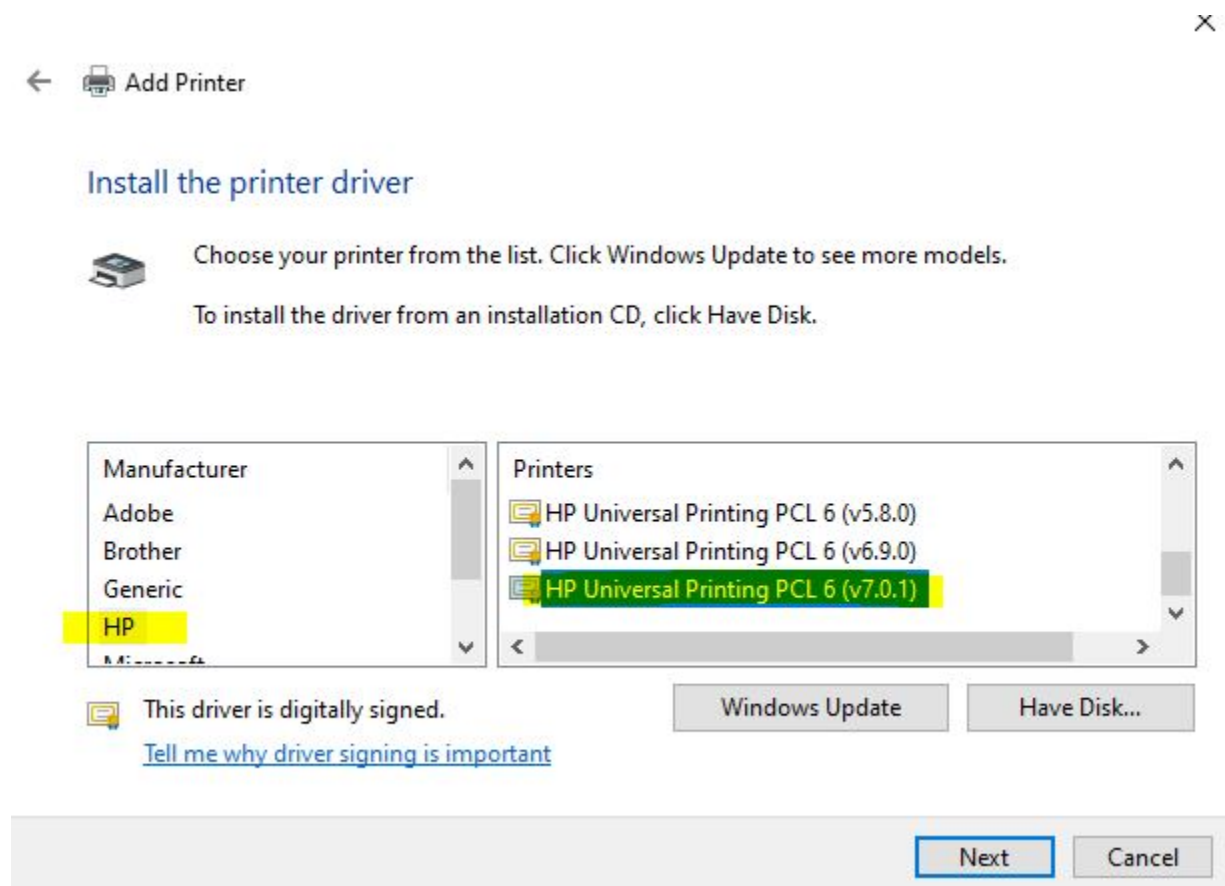 Add Printer
Install the printer driver
Choose your printer from the list. Click Windows Update to see more models.
To install the driver from an installation CD, click Have Disk.
Manufacturer
Adobe
Brother
Generic
HP
Microsoft
Printers
HP Universal Printing PCL 6 (v5.8.0)
HP Universal Printing PCL 6 (v6.9.0)
HP Universal Printing PCL 6 (v7.0.1)
This driver is digitally signed.
Tell me why driver signing is important
Windows Update
Have Disk...
Next
Cancel